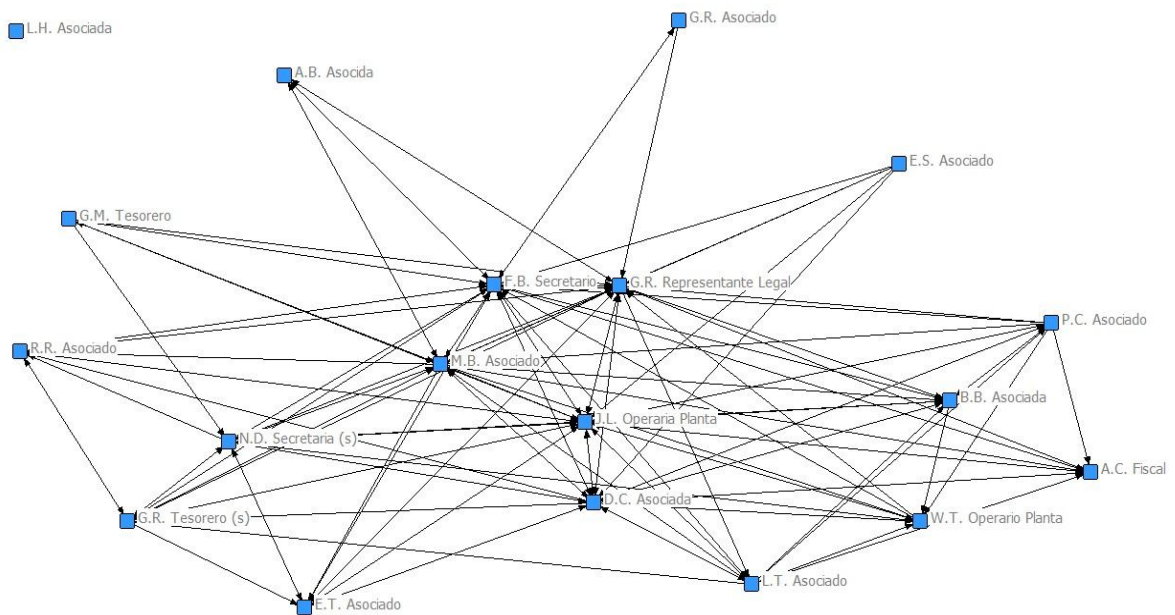 G.R. Asociado
L.H. Asociada
A.B. Asocida
E.S. Asociado
G.M. Tesorero
F.B. Secretario
G.R. Representante Legal
P.C. Asociado
R.R. Asociado
M.B. Asociado
B.B. Asociada
J.L. Operaria Planta
N.D. Secretaria (s)
A.C. Fiscal
D.C. Asociada
G.R. Tesorero (s)
W.T. Operario Planta
L.T. Asociado
E.T. Asociado